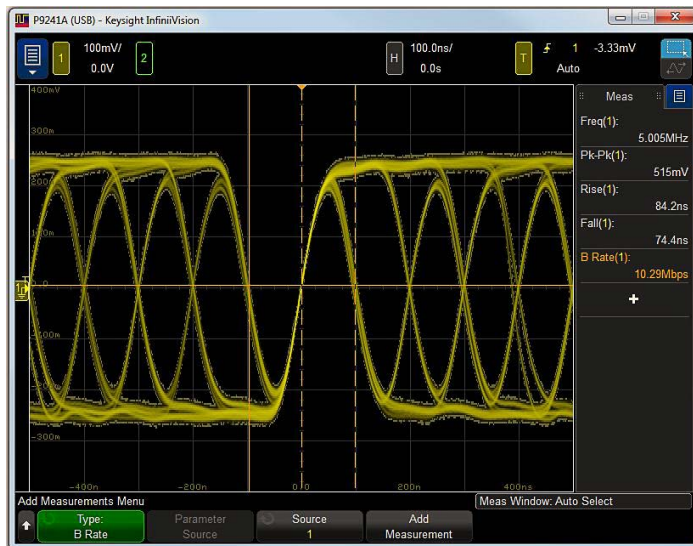 P9241A (USB) - Keysight InfiniiVision
1
100mV/
0.0V
2
H
100.0ns/
0.0s
T
1
-3.33mV
Auto
400mV
300m
200m
100m
0.0
-100m
-200m
-300m
-400n
-200n
0.0
200n
400ns
Meas
Freq(1):
5.005MHz
Pk-Pk(1):
515mV
Rise(1):
84.2ns
Fall(1):
74.4ns
B Rate(1):
10.29Mbps
Add Measurements Menu
Meas Window: Auto Select
Type:
B Rate
Parameter
Source
Source
1
Add
Measurement